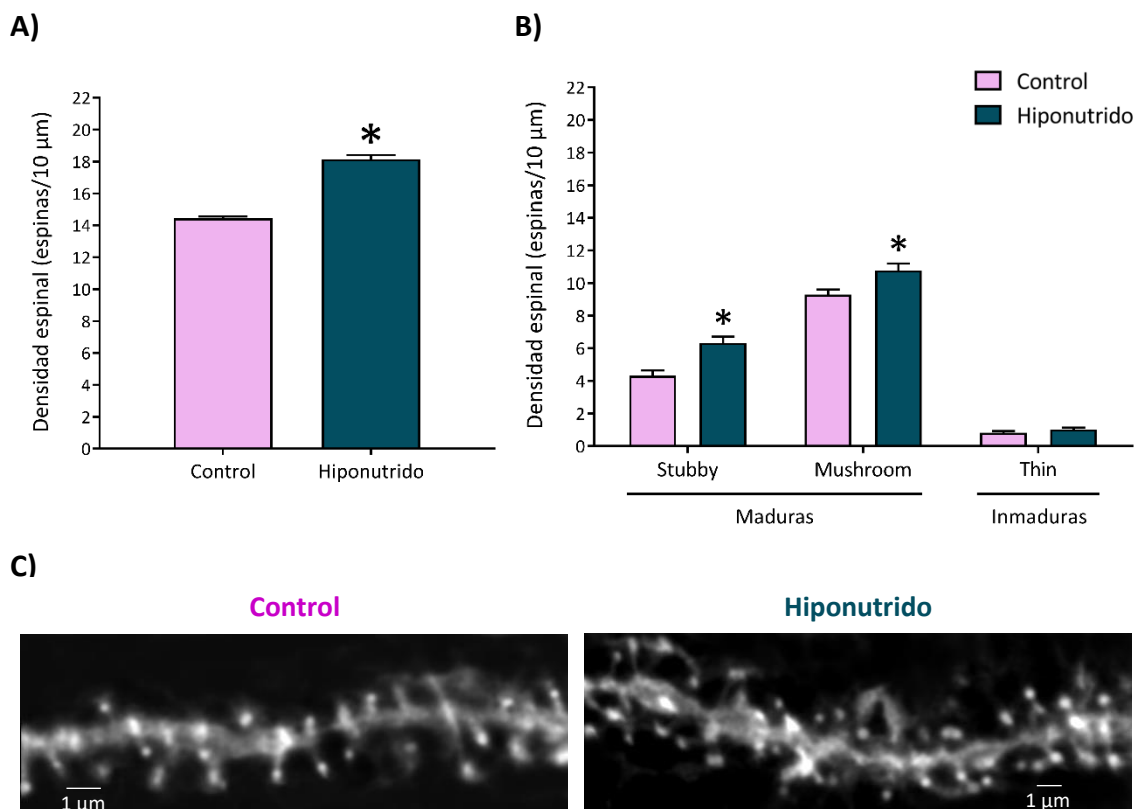 A)
Densidad espinal (espinas/10 µm)
22
20
18
16
14
12
10
8
6
4
2
0
*
Control
Hiponutrido
B)
Densidad espinal (espinas/10 µm)
22
20
18
16
14
12
10
8
6
4
2
0
Control
Hiponutrido
*
*
Stubby
Mushroom
Thin
Maduras
Inmaduras
C)
Control
Hiponutrido
1 µm
1 µm